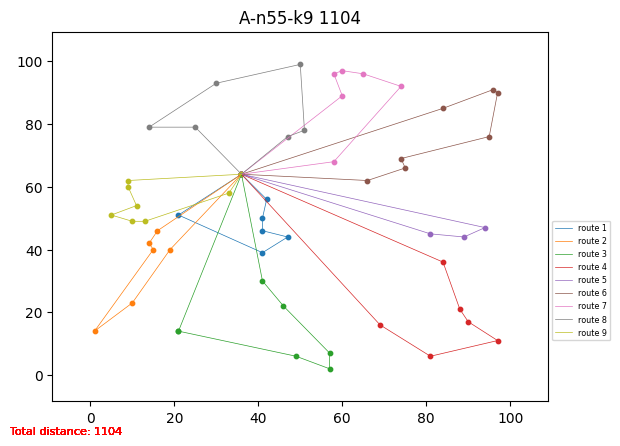 A-n55-k9 1104
100
80
60
40
20
0
0 20 40 60 80 100
route 1
route 2
route 3
route 4
route 5
route 6
route 7
route 8
route 9
Total distance: 1104